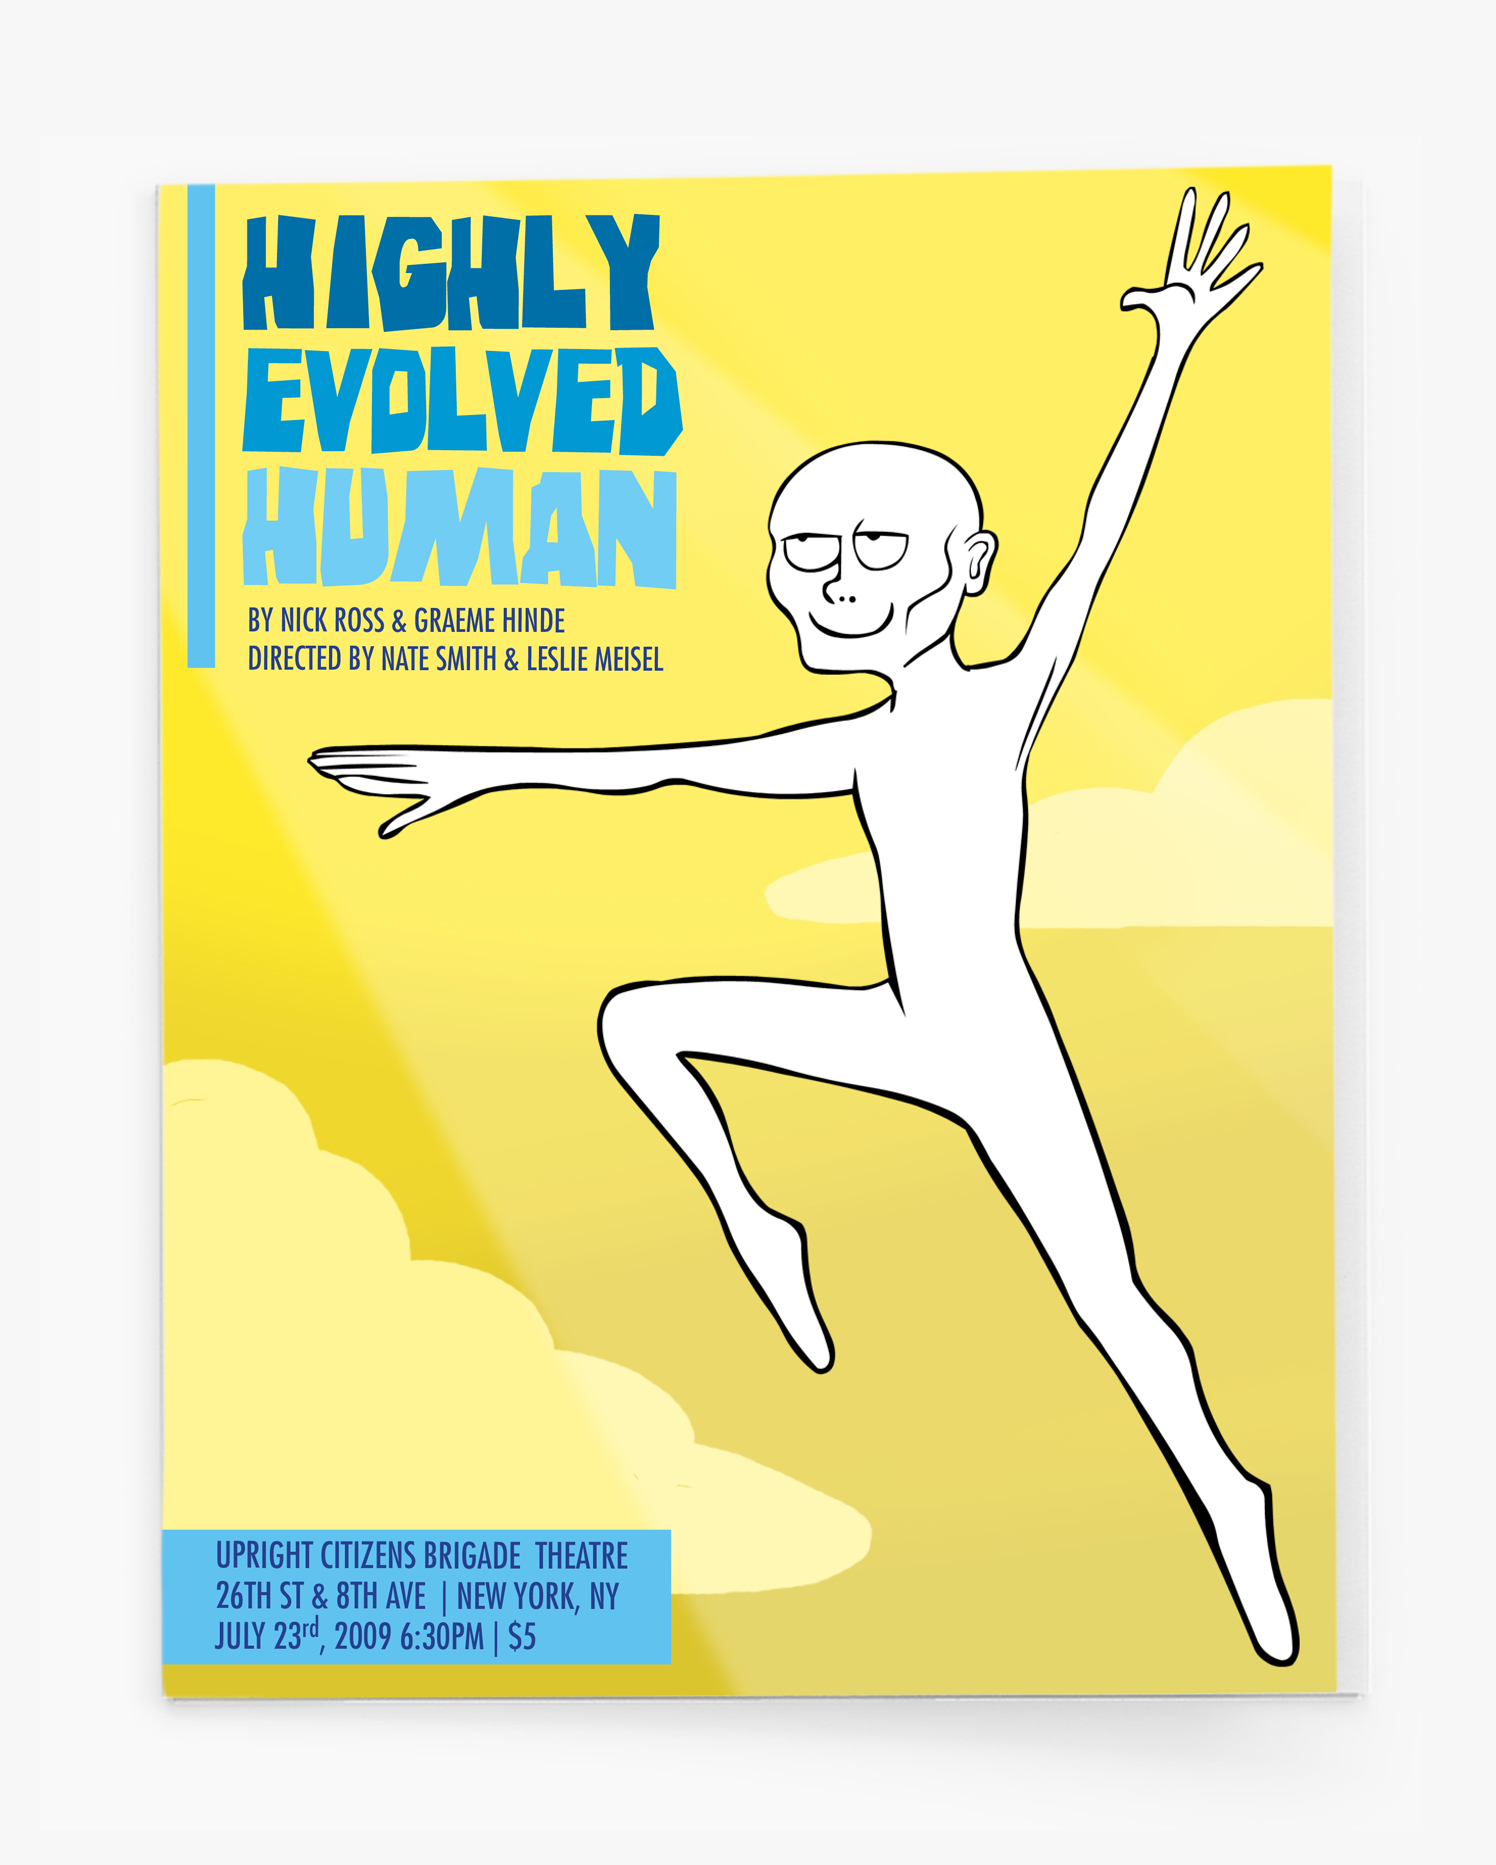 HIGHLY
EVOLVED
HUMAN
BY NICK ROSS & GRAEME HINDE
DIRECTED BY NATE SMITH & LESLIE MEISEL
UPRIGHT CITIZENS BRIGADE THEATRE
26TH ST & 8TH AVE | NEW YORK, NY
JULY 23rd, 2009 6:30PM | $5